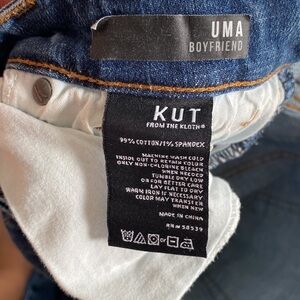 UMA
BOYFRIEND
KUT
FROM THE KLOTH®
99% COTTON/1% SPANDEX
MACHINE WASH COLD
INSIDE OUT TO RETAIN COLOR
ONLY NON-CHLORINE BLEACH
WHEN NEEDED
TUMBLE DRY LOW
OR FOR BETTER CARE
LAY FLAT TO DRY
WARM IRON IF NECESSARY
COLOR MAY TRANSFER
WHEN NEW
MADE IN CHINA
RN# 58539